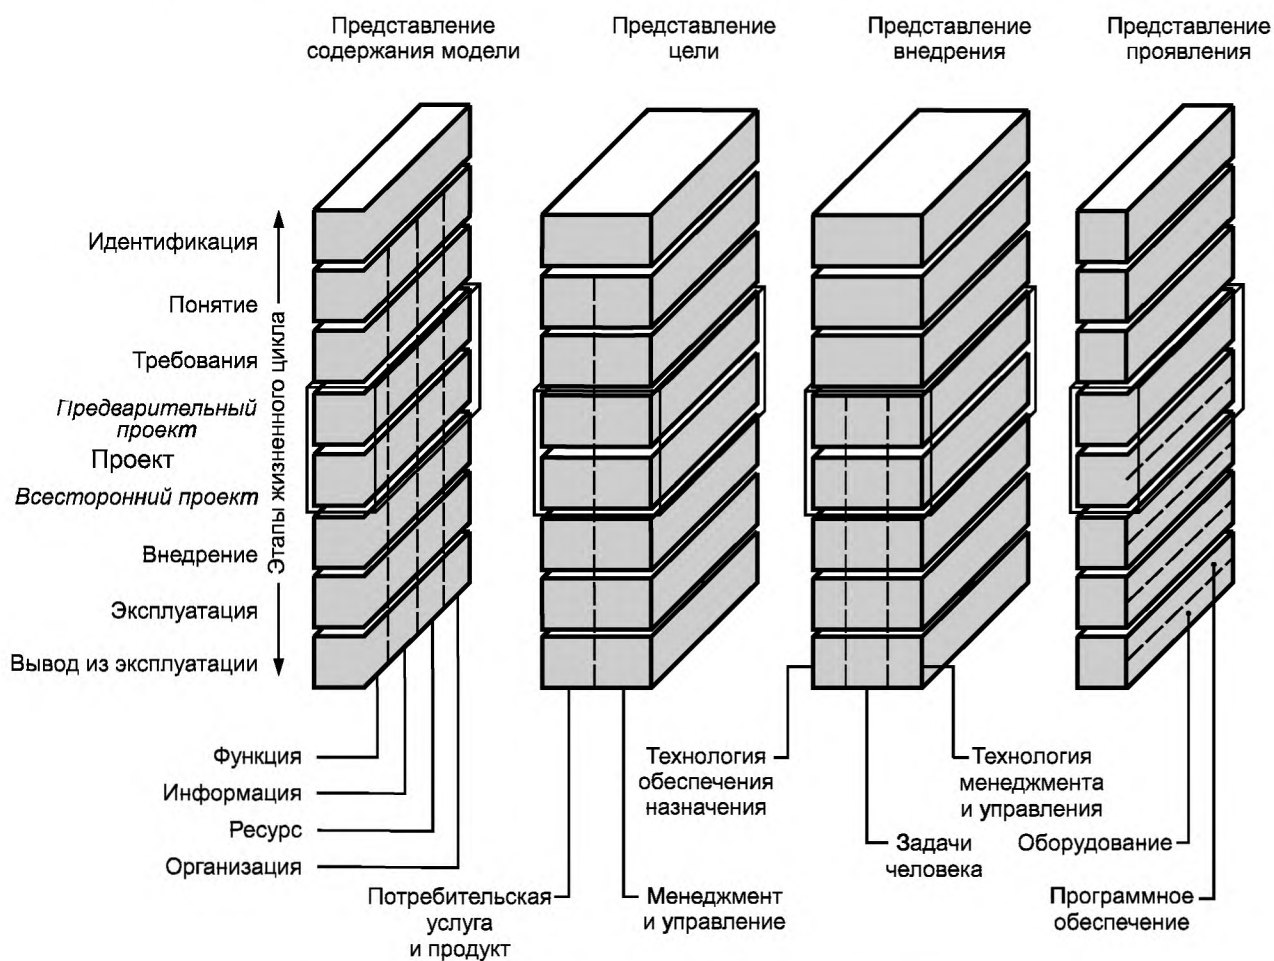 Представление
содержания модели
Представление
цели
Представление
внедрения
Представление
проявления
Этапы жизненного цикла
Идентификация
Понятие
Требования
Предварительный
проект
Проект
Всесторонний проект
Внедрение
Эксплуатация
Вывод из эксплуатации
Функция
Информация
Ресурс
Организация
Потребительская
услуга
и продукт
Менеджмент
и управление
Технология
обеспечения
назначения
Задачи
человека
Технология
менеджмента
и управления
Оборудование
Программное
обеспечение